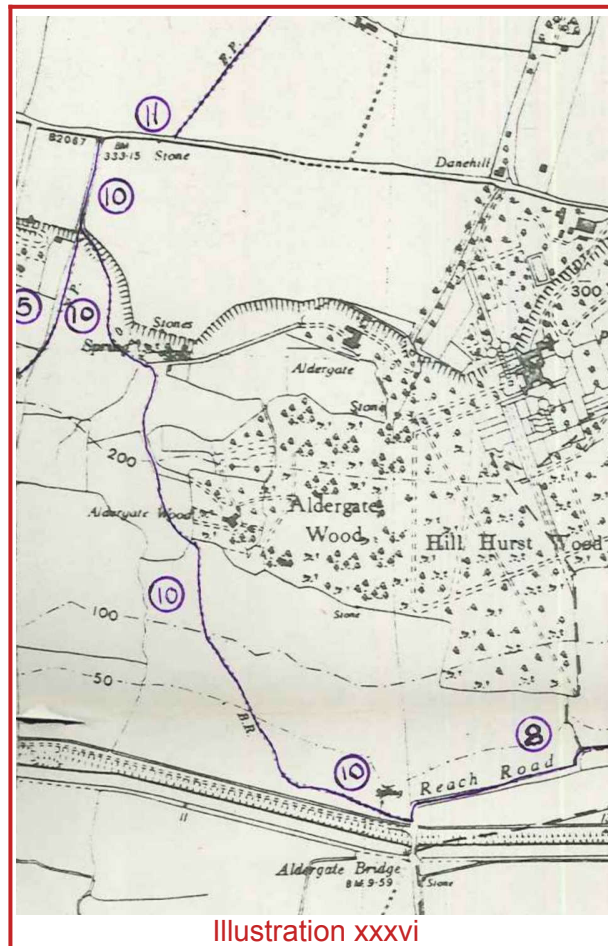 F.P.
11
B2067
BM
333·15
Stone
Danehill
10
300
5
10
Stones
Spring
Aldergate
Stone
200
Aldergate Wood
Aldergate
Wood
Hill Hurst Wood
10
Stone
100
50
B.R.
8
10
Reach Road
Aldergate Bridge
BM 9·59
Stone
Illustration xxxvi